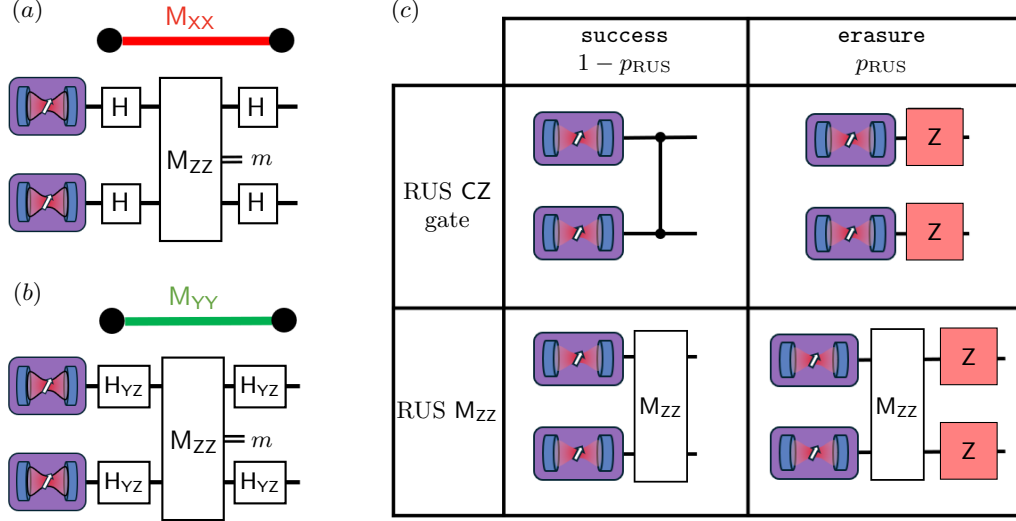 (a)
M_XX
H H
M_ZZ
m
H H
(b)
M_YY
H_YZ H_YZ
M_ZZ
m
H_YZ H_YZ
(c)
success erasure
1 − p_RUS p_RUS
RUS CZ
gate
Z
Z
RUS M_ZZ
M_ZZ
M_ZZ
Z
Z